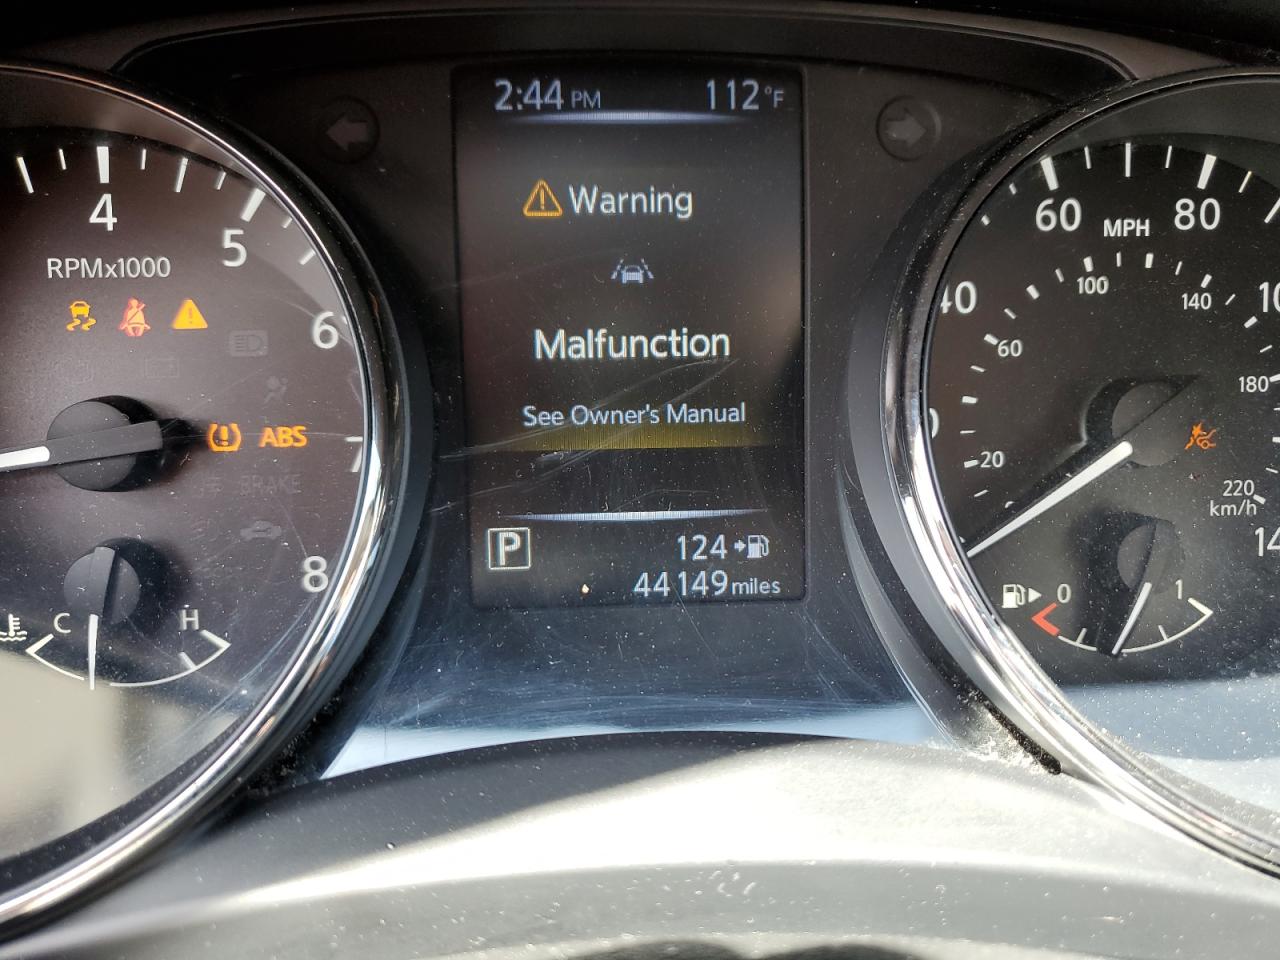 2:44 PM 112°F
Warning
Malfunction
See Owner's Manual
P 124
44149 miles
4
5
6
7
8
RPMx1000
ABS
BRAKE
C H
60 MPH 80
40
100 140
60
180
20
220
km/h
14
0 1